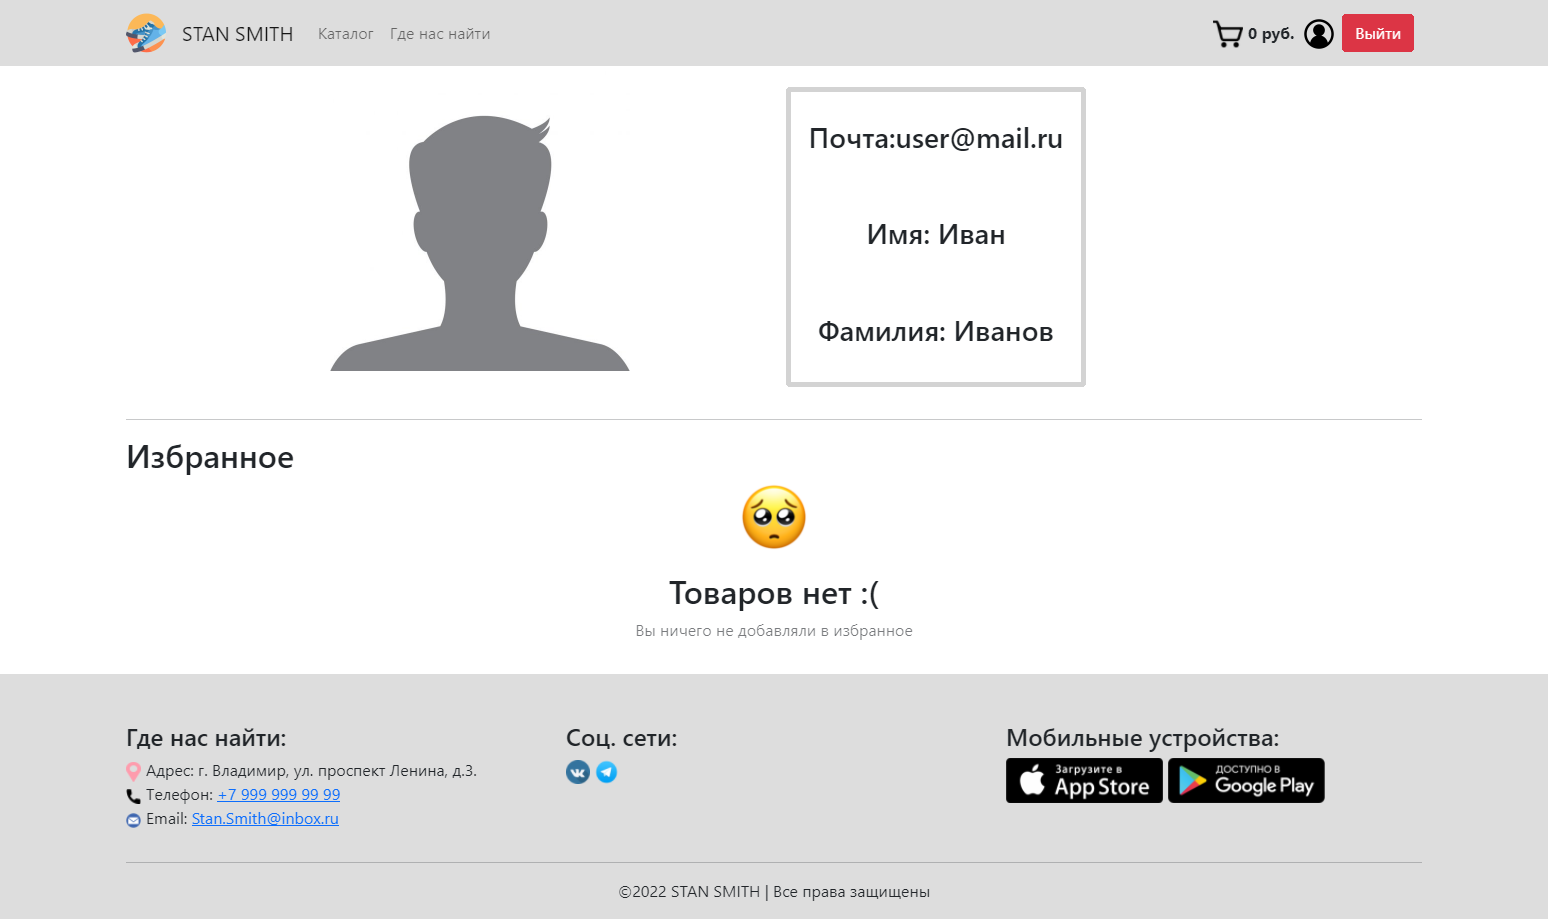 STAN SMITH Каталог Где нас найти 0 руб. Выйти
Почта:user@mail.ru
Имя: Иван
Фамилия: Иванов
Избранное
Товаров нет :(
Вы ничего не добавляли в избранное
Где нас найти:
Адрес: г. Владимир, ул. проспект Ленина, д.3.
Телефон: +7 999 999 99 99
Email: Stan.Smith@inbox.ru
Соц. сети:
Мобильные устройства:
Загрузите в
App Store
ДОСТУПНО В
Google Play
©2022 STAN SMITH | Все права защищены